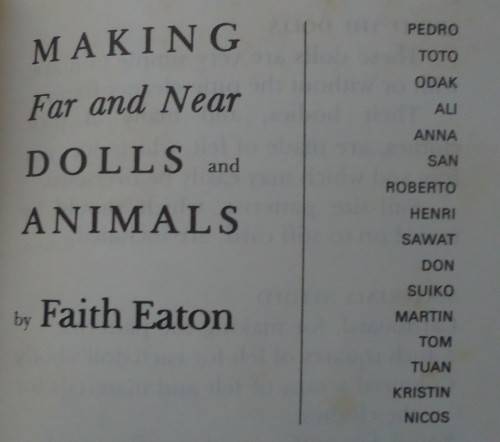 MAKING
Far and Near
DOLLS and
ANIMALS
by Faith Eaton
PEDRO
TOTO
ODAK
ALI
ANNA
SAN
ROBERTO
HENRI
SAWAT
DON
SUIKO
MARTIN
TOM
TUAN
KRISTIN
NICOS